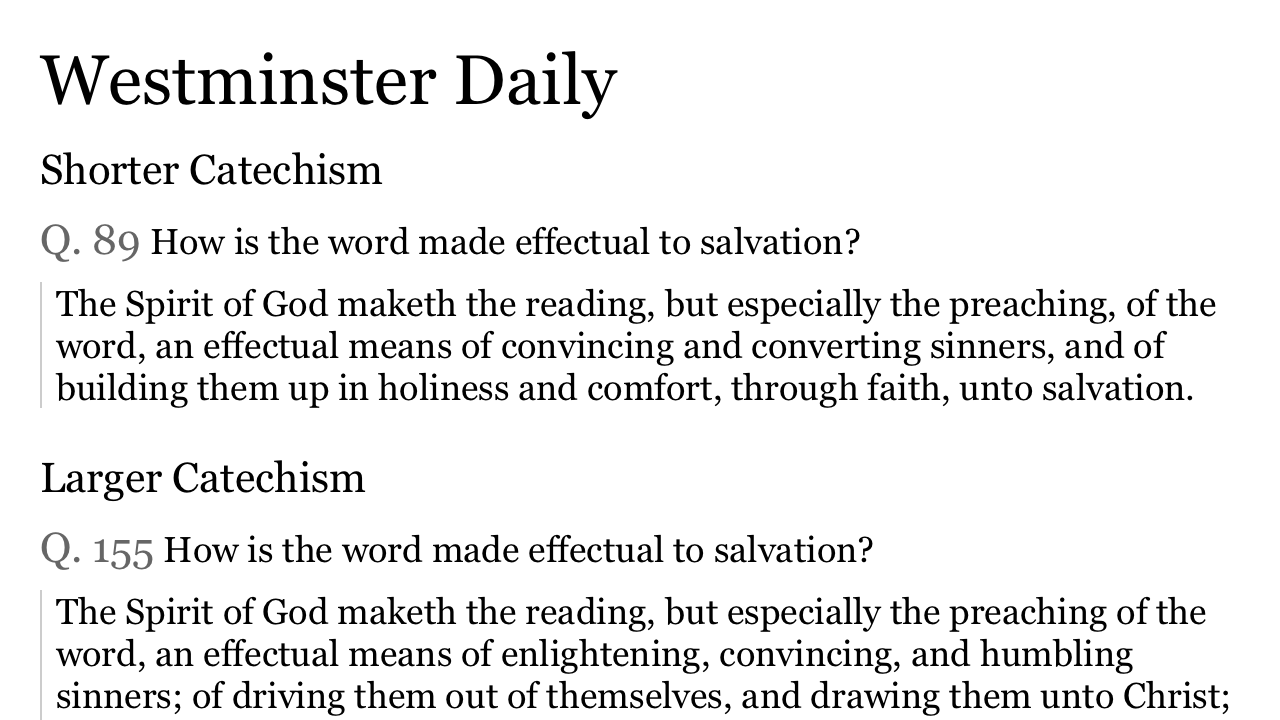 Westminster Daily
Shorter Catechism
Q. 89 How is the word made effectual to salvation?
The Spirit of God maketh the reading, but especially the preaching, of the
word, an effectual means of convincing and converting sinners, and of
building them up in holiness and comfort, through faith, unto salvation.
Larger Catechism
Q. 155 How is the word made effectual to salvation?
The Spirit of God maketh the reading, but especially the preaching of the
word, an effectual means of enlightening, convincing, and humbling
sinners; of driving them out of themselves, and drawing them unto Christ;